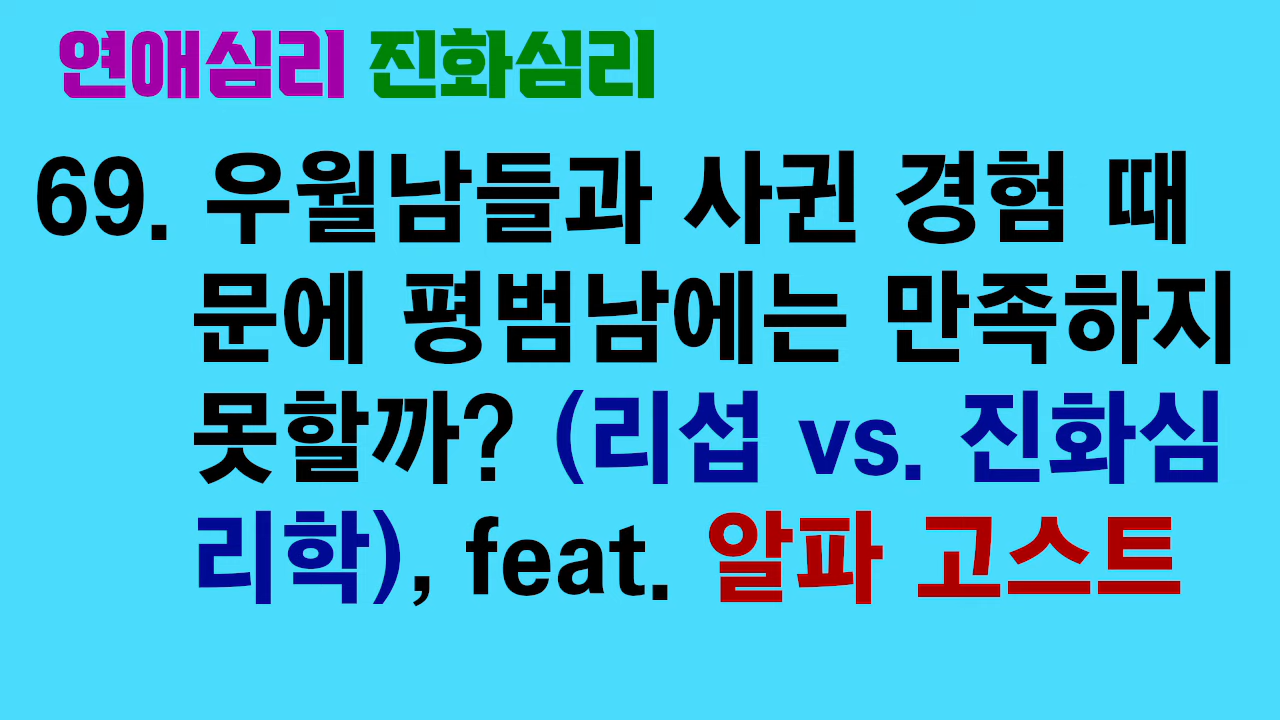 연애심리 진화심리
69. 우월남들과 사귄 경험 때
문에 평범남에는 만족하지
못할까? (리섭 vs. 진화심
리학), feat. 알파 고스트